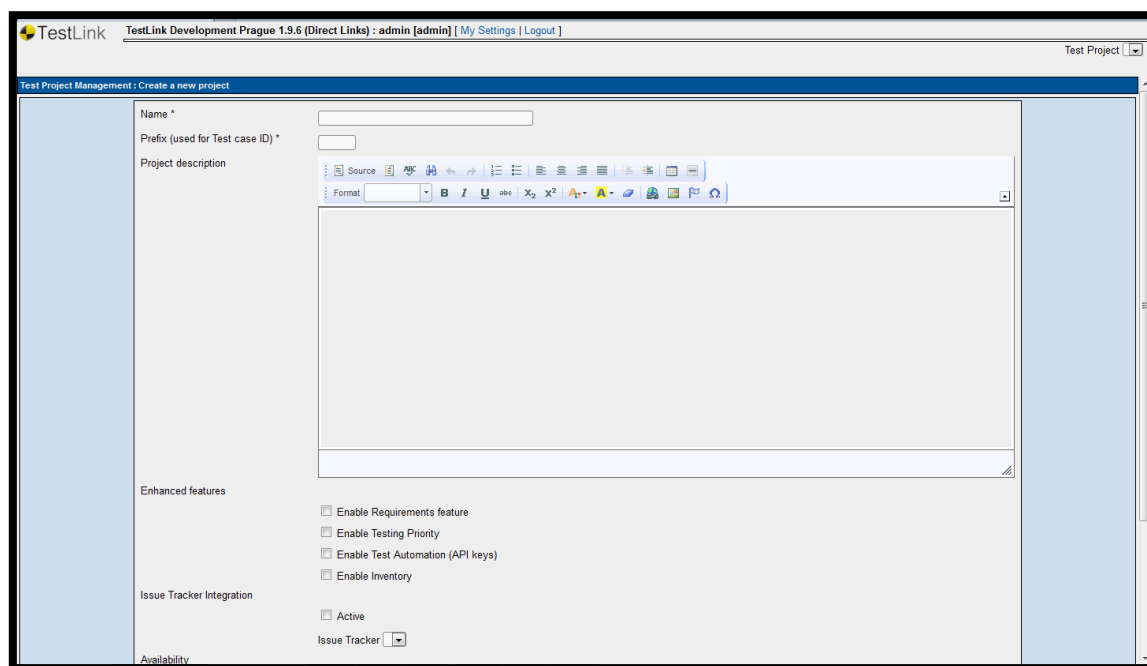 TestLink TestLink Development Prague 1.9.6 (Direct Links) : admin [admin] [ My Settings | Logout ]
Test Project
Test Project Management : Create a new project
Name *
Prefix (used for Test case ID) *
Project description
Source ABC
Format B I U abc X₂ X² A A Ω
Enhanced features
Enable Requirements feature
Enable Testing Priority
Enable Test Automation (API keys)
Enable Inventory
Issue Tracker Integration
Active
Issue Tracker
Availability